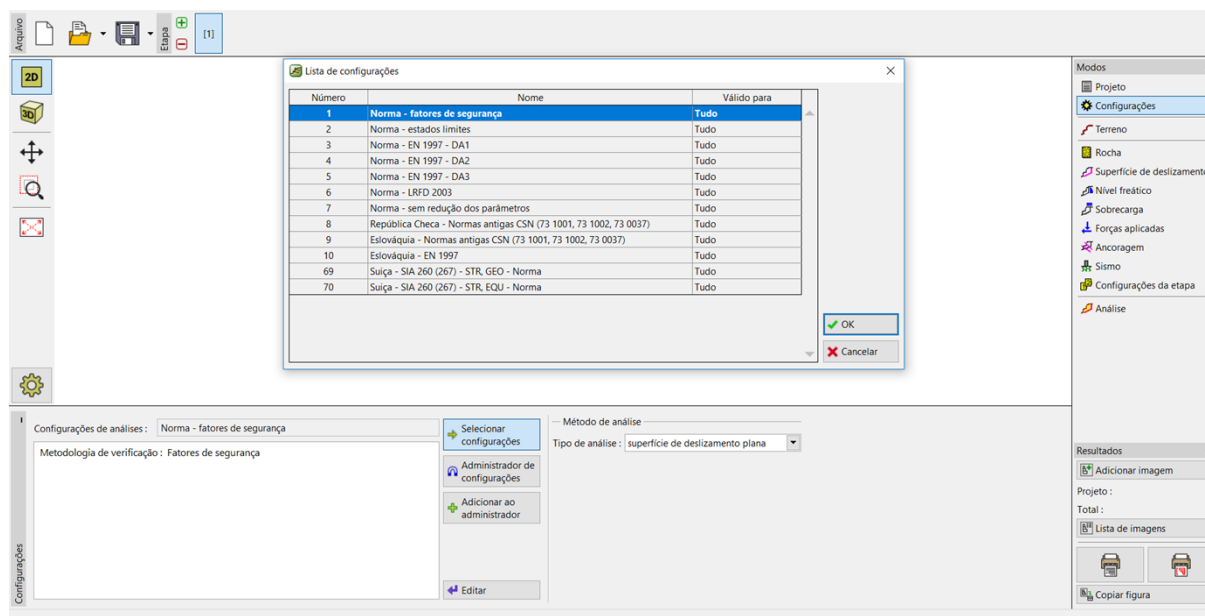 Arquivo
Etapa
[1]
2D
3D
Lista de configurações
Número Nome Válido para
1 Norma - fatores de segurança Tudo
2 Norma - estados limites Tudo
3 Norma - EN 1997 - DA1 Tudo
4 Norma - EN 1997 - DA2 Tudo
5 Norma - EN 1997 - DA3 Tudo
6 Norma - LRFD 2003 Tudo
7 Norma - sem redução dos parâmetros Tudo
8 República Checa - Normas antigas CSN (73 1001, 73 1002, 73 0037) Tudo
9 Eslováquia - Normas antigas CSN (73 1001, 73 1002, 73 0037) Tudo
10 Eslováquia - EN 1997 Tudo
69 Suiça - SIA 260 (267) - STR, GEO - Norma Tudo
70 Suiça - SIA 260 (267) - STR, EQU - Norma Tudo
OK
Cancelar
Modos
Projeto
Configurações
Terreno
Rocha
Superfície de deslizamento
Nível freático
Sobrecarga
Forças aplicadas
Ancoragem
Sismo
Configurações da etapa
Análise
Configurações
Configurações de análises : Norma - fatores de segurança
Metodologia de verificação : Fatores de segurança
Selecionar
configurações
Administrador de
configurações
Adicionar ao
administrador
Editar
Método de análise
Tipo de análise : superfície de deslizamento plana
Resultados
Adicionar imagem
Projeto :
Total :
Lista de imagens
Copiar figura